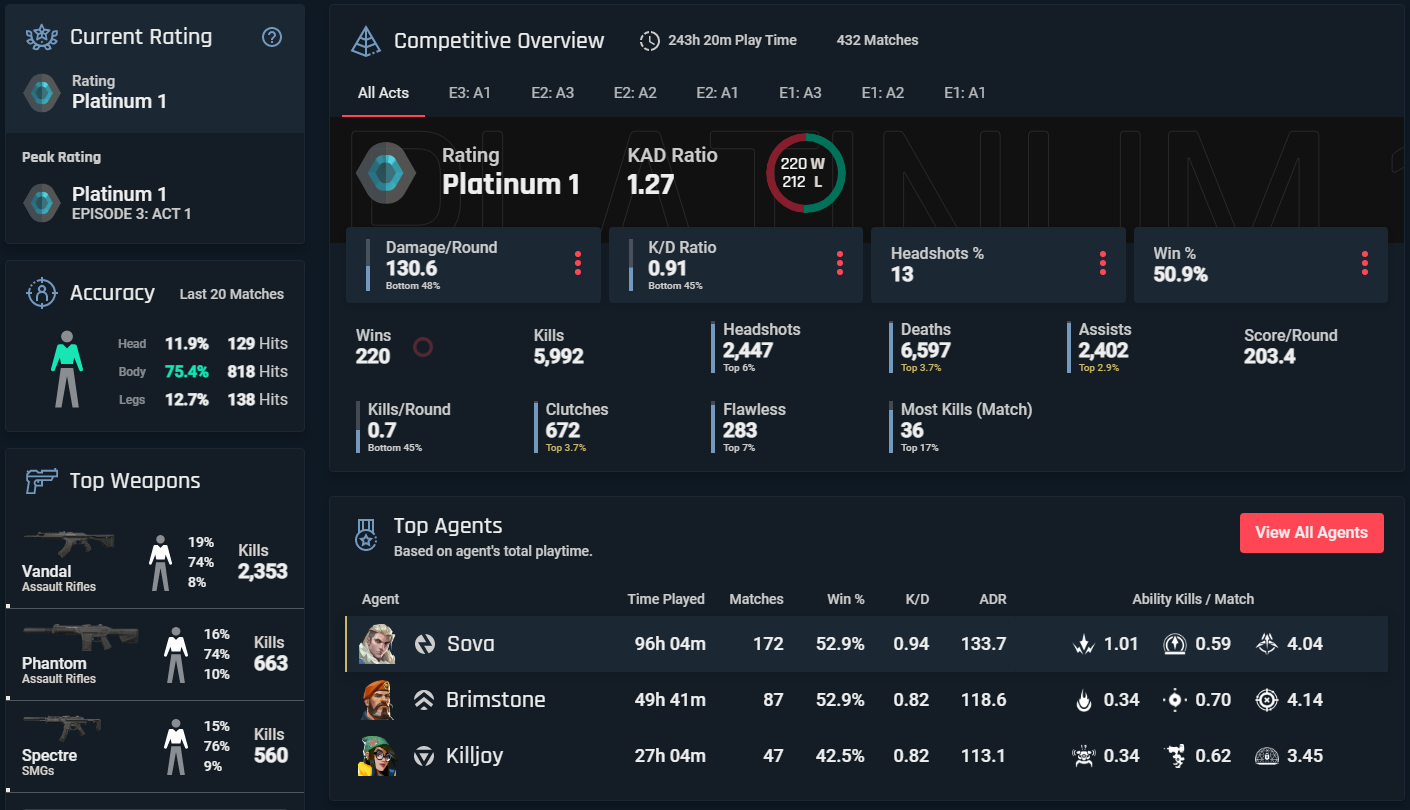 Current Rating
?
Rating
Platinum 1
Peak Rating
Platinum 1
EPISODE 3: ACT 1
Accuracy Last 20 Matches
Head 11.9% 129 Hits
Body 75.4% 818 Hits
Legs 12.7% 138 Hits
Top Weapons
Vandal
Assault Rifles
19%
74%
8%
Kills
2,353
Phantom
Assault Rifles
16%
74%
10%
Kills
663
Spectre
SMGs
15%
76%
9%
Kills
560
Competitive Overview 243h 20m Play Time 432 Matches
All Acts E3: A1 E2: A3 E2: A2 E2: A1 E1: A3 E1: A2 E1: A1
PLATINUM 1
Rating
Platinum 1
KAD Ratio
1.27
220 W
212 L
Damage/Round
130.6
Bottom 48%
K/D Ratio
0.91
Bottom 45%
Headshots %
13
Win %
50.9%
Wins
220
Kills
5,992
Headshots
2,447
Top 6%
Deaths
6,597
Top 3.7%
Assists
2,402
Top 2.9%
Score/Round
203.4
Kills/Round
0.7
Bottom 45%
Clutches
672
Top 3.7%
Flawless
283
Top 7%
Most Kills (Match)
36
Top 17%
Top Agents
Based on agent's total playtime.
View All Agents
Agent Time Played Matches Win % K/D ADR Ability Kills / Match
Sova 96h 04m 172 52.9% 0.94 133.7 1.01 0.59 4.04
Brimstone 49h 41m 87 52.9% 0.82 118.6 0.34 0.70 4.14
Killjoy 27h 04m 47 42.5% 0.82 113.1 0.34 0.62 3.45